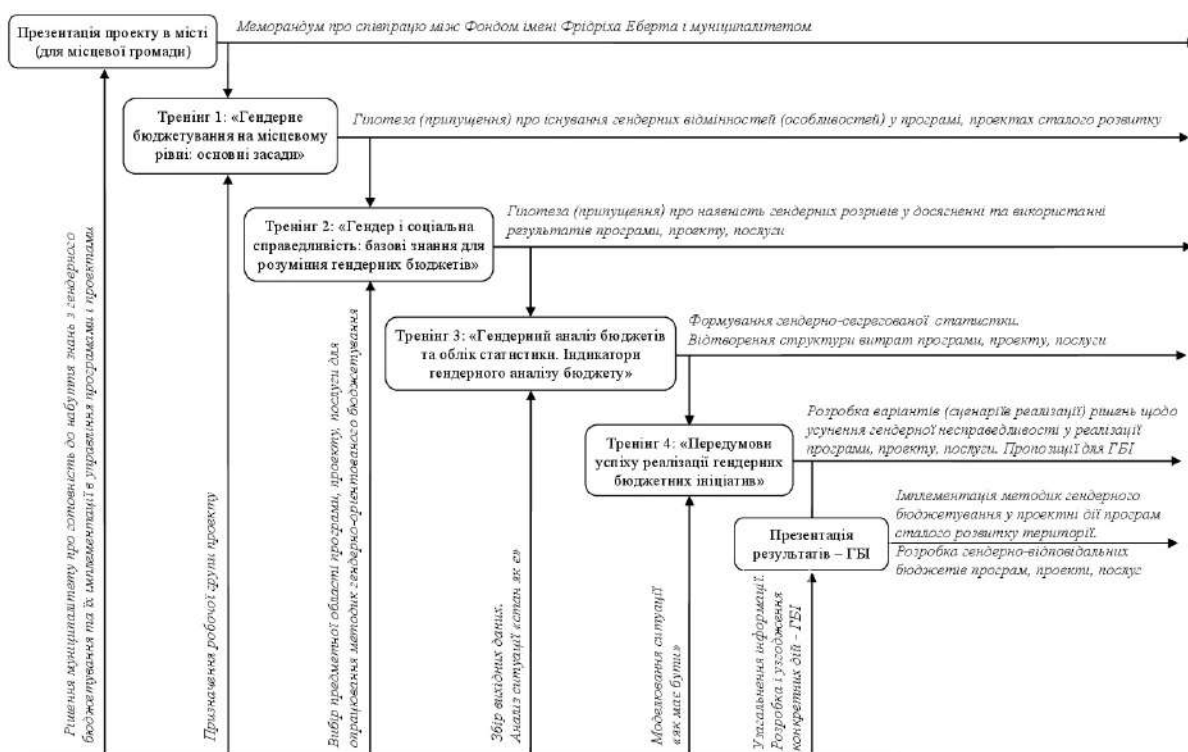 Презентація проекту в місті
(для місцевої громади)
Меморандум про співпрацю між Фондом імені Фрідріха Еберта і муніципалітетом
Тренінг 1: «Гендерне
бюджетування на місцевому
рівні: основні засади»
Гіпотеза (припущення) про існування гендерних відмінностей (особливостей) у програмі, проектах сталого розвитку
Тренінг 2: «Гендер і соціальна
справедливість: базові знання для
розуміння гендерних бюджетів»
Гіпотеза (припущення) про наявність гендерних розривів у досягненні та використанні
результатів програми, проекту, послуги
Тренінг 3: «Гендерний аналіз бюджетів
та облік статистики. Індикатори
гендерного аналізу бюджету»
Формування гендерно-сегрегованої статистки.
Відтворення структури витрат програми, проекту, послуги
Тренінг 4: «Передумови
успіху реалізації гендерних
бюджетних ініціатив»
Розробка варіантів (сценаріїв реалізації) рішень щодо
усунення гендерної несправедливості у реалізації
програми, проекту, послуги. Пропозиції для ГБІ
Презентація
результатів – ГБІ
Імплементація методик гендерного
бюджетування у проектні дії програм
сталого розвитку території.
Розробка гендерно-відповідальних
бюджетів програм, проекти, послуг
Рішення муніципалітету про готовність до набуття знань з гендерного
бюджетування та їх імплементації в управління програмами і проектами
Призначення робочої групи проекту
Вибір предметної області програми, проекту, послуги для
опрацювання методик гендерно-орієнтованого бюджетування
Збір вихідних даних.
Аналіз ситуації «стан як є»
Моделювання ситуації
«як має бути»
Узагальнення інформації.
Розробка і узгодження
конкретних дій - ГБІ